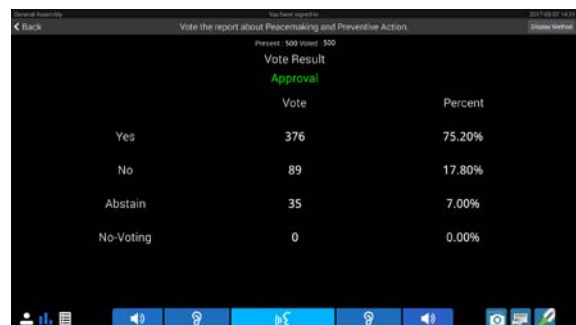 General Assembly You have signed in 2017-03-07 14:31
Back Vote the report about Peacemaking and Preventive Action. Display Method
Present : 500 Voted : 500
Vote Result
Approval
Vote Percent
Yes 376 75.20%
No 89 17.80%
Abstain 35 7.00%
No-Voting 0 0.00%